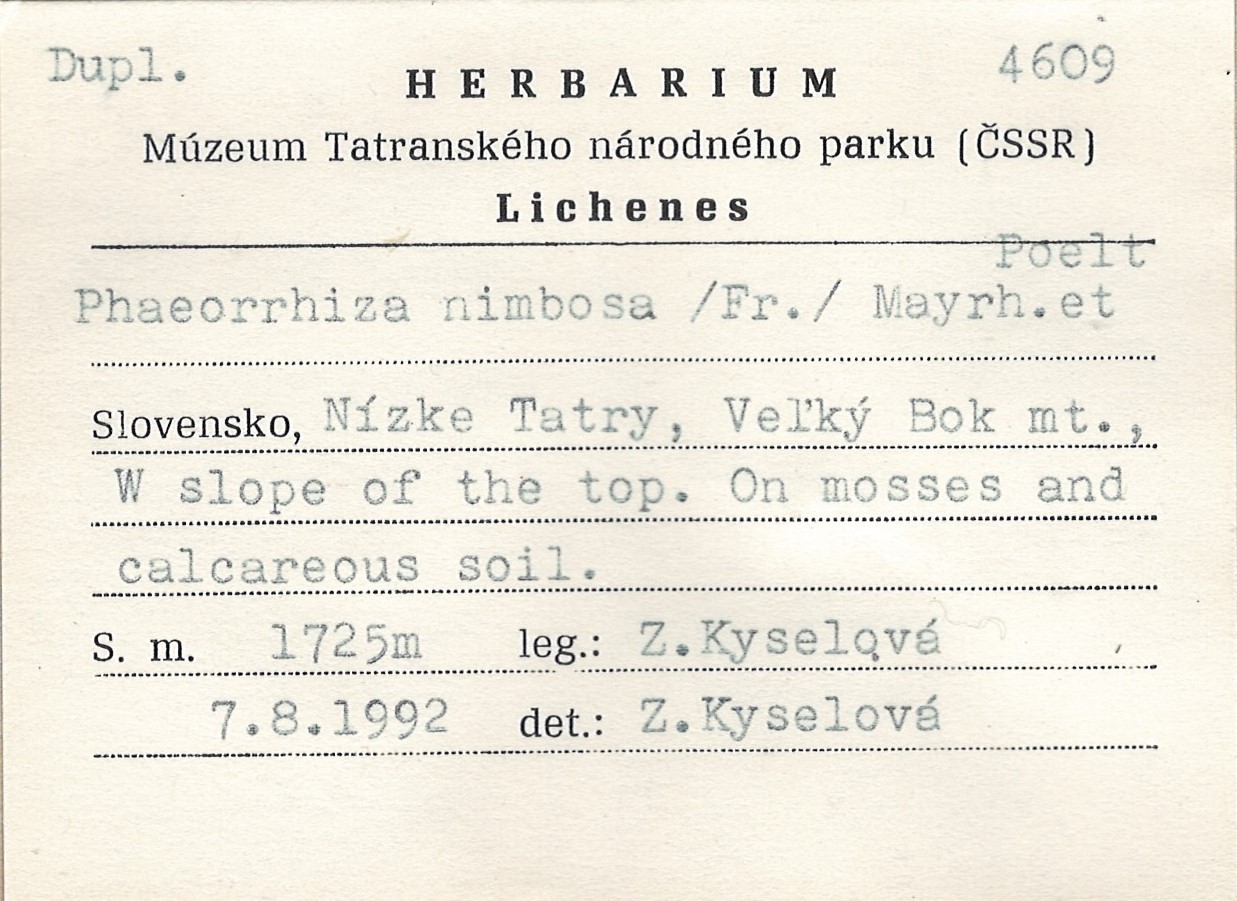 Dupl. 4609
HERBARIUM
Múzeum Tatranského národného parku (ČSSR)
Lichenes
Poelt
Phaeorrhiza nimbosa /Fr./ Mayrh.et
Slovensko, Nízke Tatry, Veľký Bok mt.,
W slope of the top. On mosses and
calcareous soil.
S. m. 1725m leg.: Z.Kyselová
7.8.1992 det.: Z.Kyselová